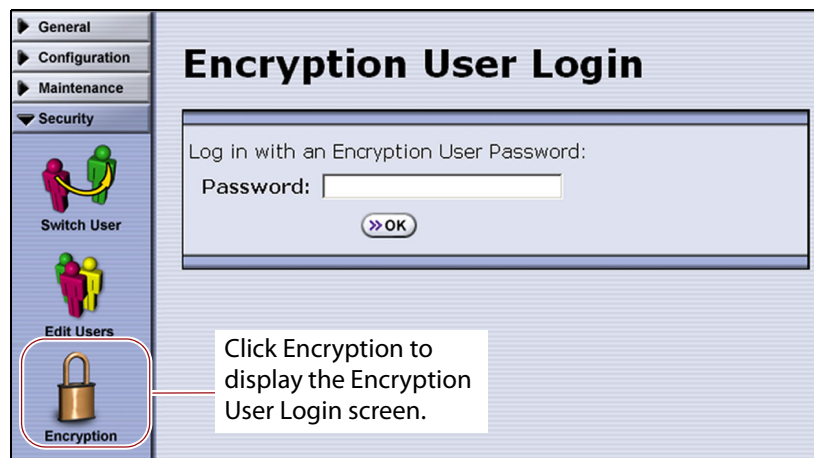 General
Configuration
Maintenance
Security
Switch User
Edit Users
Encryption
Encryption User Login
Log in with an Encryption User Password:
Password:
OK
Click Encryption to
display the Encryption
User Login screen.